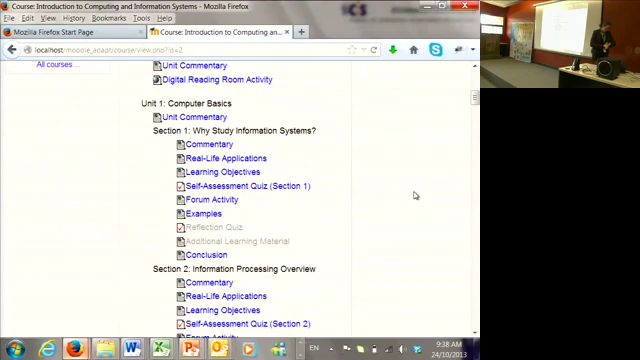 Course: Introduction to Computing and Information Systems - Mozilla Firefox
File Edit View History Bookmarks Tools Help
Mozilla Firefox Start Page
Course: Introduction to Computing and In...
localhost/moodle_adapt/course/view.php?id=2
All courses ...
Unit Commentary
Digital Reading Room Activity
Unit 1: Computer Basics
Unit Commentary
Section 1: Why Study Information Systems?
Commentary
Real-Life Applications
Learning Objectives
Self-Assessment Quiz (Section 1)
Forum Activity
Examples
Reflection Quiz
Additional Learning Material
Conclusion
Section 2: Information Processing Overview
Commentary
Real-Life Applications
Learning Objectives
Self-Assessment Quiz (Section 2)
Forum Activity
EN
9:38 AM
24/10/2013